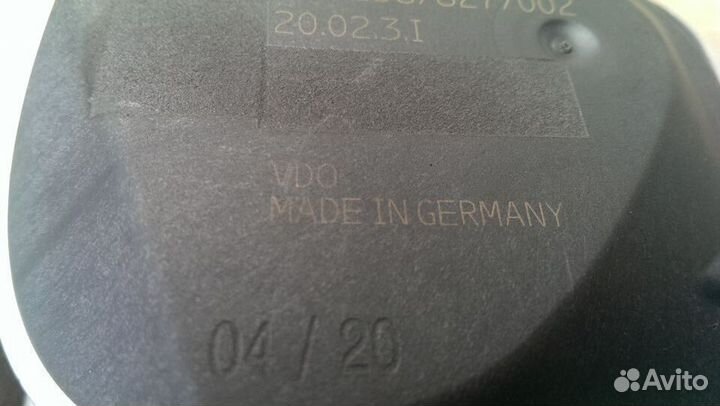 20.02.3.I
VDO
MADE IN GERMANY
04 / 20
Avito